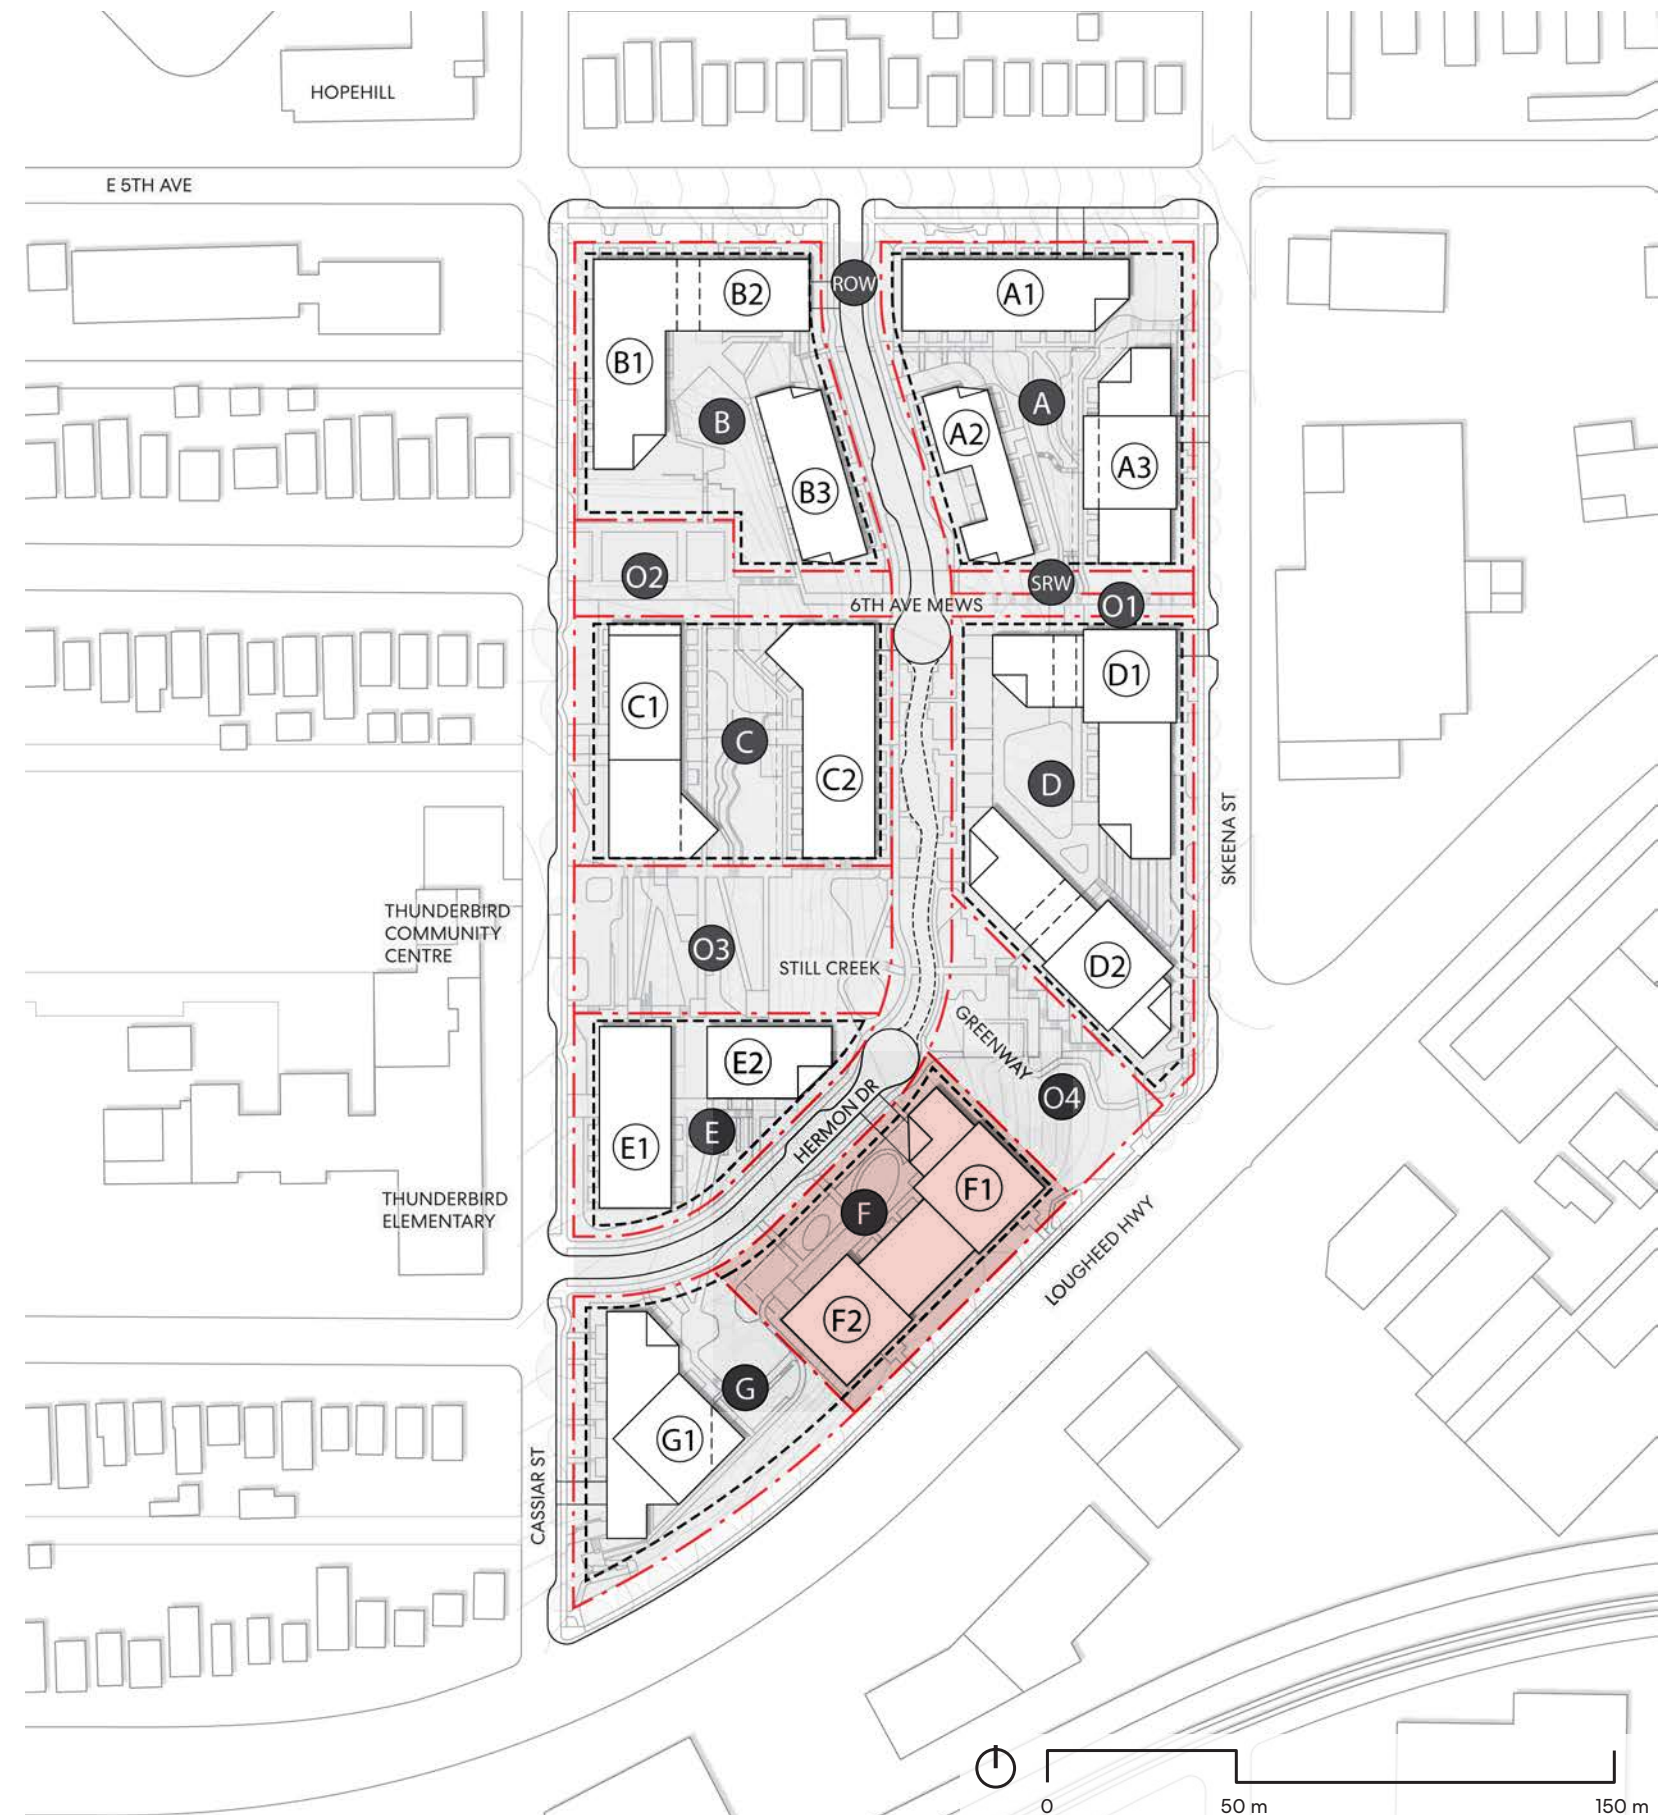 HOPEHILL
E 5TH AVE
ROW
B2
A1
B1
B
A
A2
B3
A3
O2
SRW
O1
6TH AVE MEWS
C1
C
C2
D1
D
SKEENA ST
THUNDERBIRD
COMMUNITY
CENTRE
O3
STILL CREEK
D2
GREENWAY
O4
E2
E
E1
HERMON DR
THUNDERBIRD
ELEMENTARY
F1
F
F2
LOUGHEED HWY
G
G1
CASSIAR ST
0
50 m
150 m